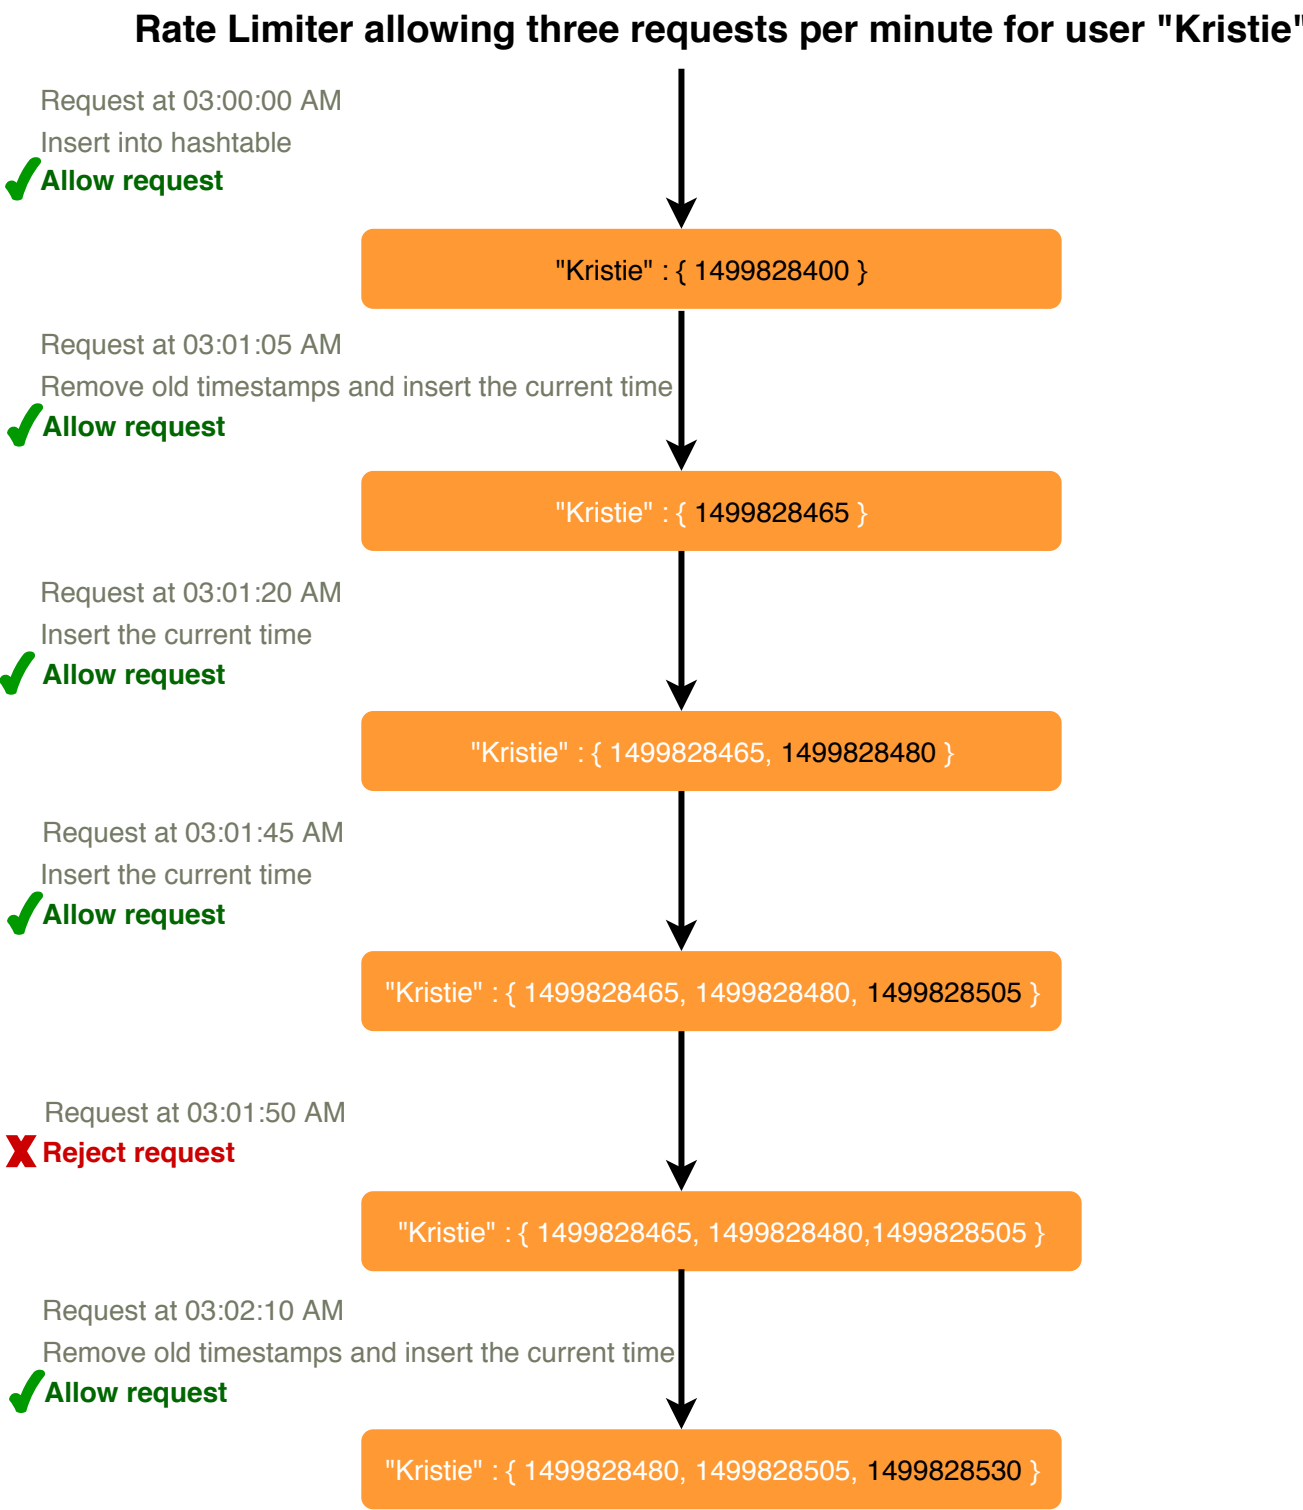 Rate Limiter allowing three requests per minute for user "Kristie"
Request at 03:00:00 AM
Insert into hashtable
Allow request
"Kristie" : { 1499828400 }
Request at 03:01:05 AM
Remove old timestamps and insert the current time
Allow request
"Kristie" : { 1499828465 }
Request at 03:01:20 AM
Insert the current time
Allow request
"Kristie" : { 1499828465, 1499828480 }
Request at 03:01:45 AM
Insert the current time
Allow request
"Kristie" : { 1499828465, 1499828480, 1499828505 }
Request at 03:01:50 AM
Reject request
"Kristie" : { 1499828465, 1499828480,1499828505 }
Request at 03:02:10 AM
Remove old timestamps and insert the current time
Allow request
"Kristie" : { 1499828480, 1499828505, 1499828530 }